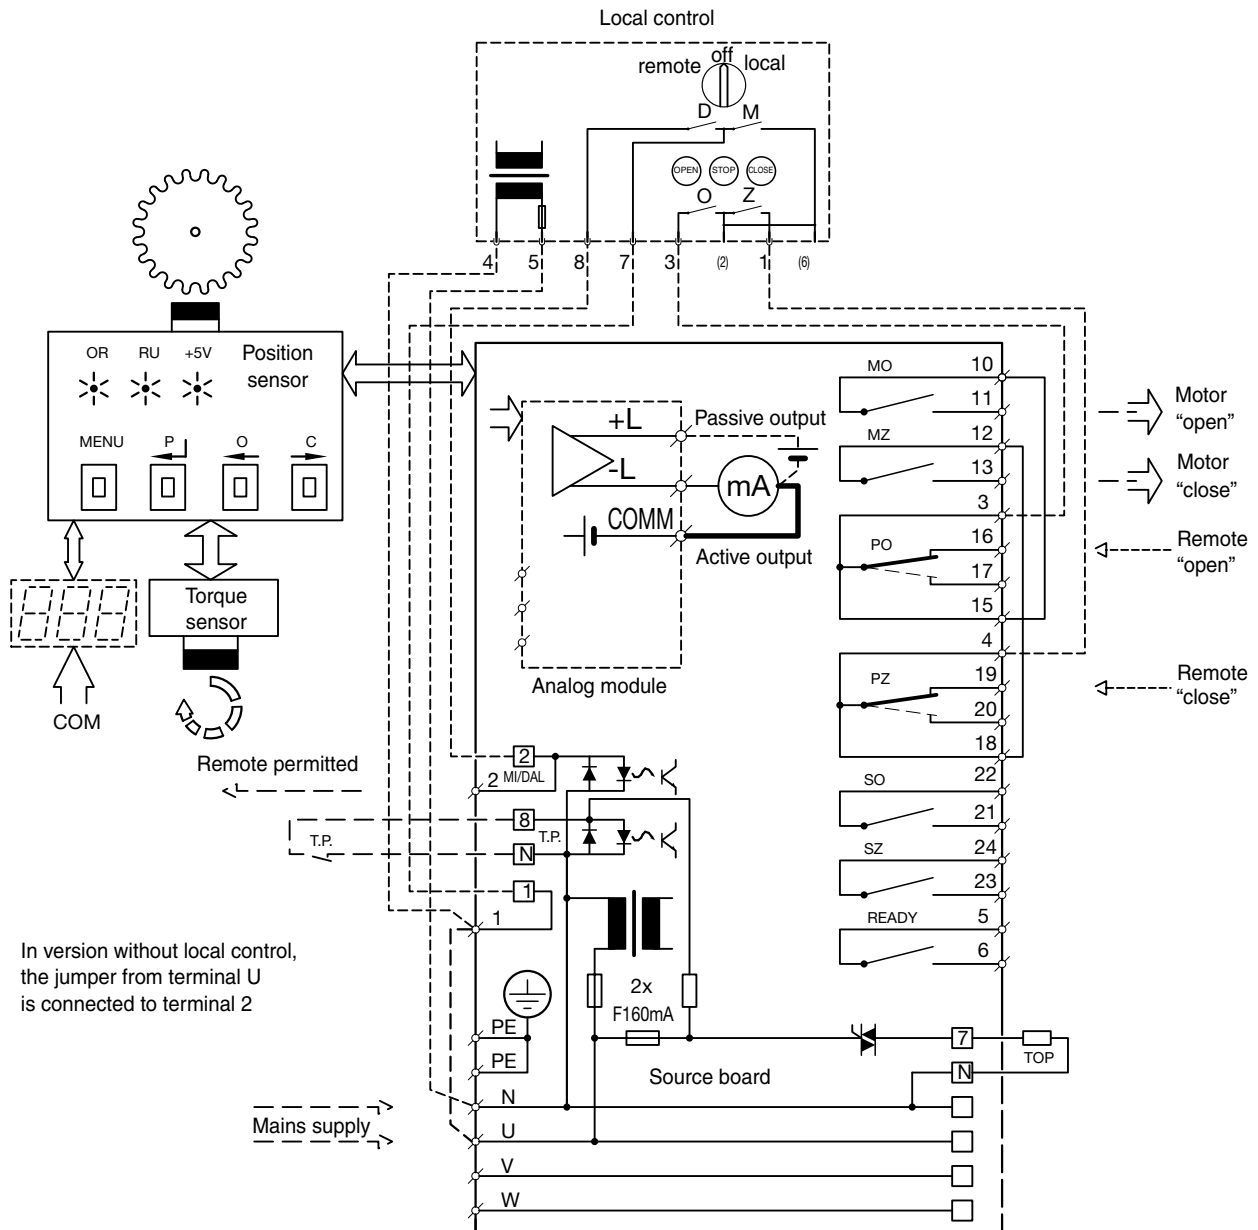 Local control
off
remote local
D M
OPEN STOP CLOSE
O Z
4 5 8 7 3 (2) 1 (6)
OR RU +5V Position
sensor
MENU P O C
Torque
sensor
COM
+L
-L
COMM
mA
Passive output
Active output
Analog module
MO 10
11
MZ 12
13
3
PO 16
17
15
4
PZ 19
20
18
SO 22
21
SZ 24
23
READY 5
6
Motor
“open”
Motor
“close”
Remote
“open”
Remote
“close”
Remote permitted
2
2 MI/DAL
8
T.P. T.P.
N
1
1
In version without local control,
the jumper from terminal U
is connected to terminal 2
2x
F160mA
PE
PE
Source board
7
TOP
N
N
Mains supply
U
V
W